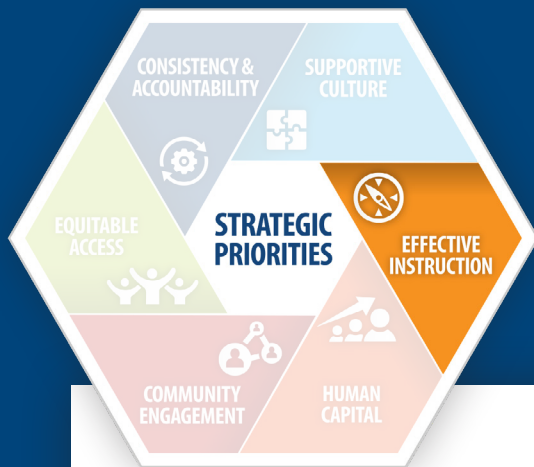 CONSISTENCY &
ACCOUNTABILITY
SUPPORTIVE
CULTURE
EQUITABLE
ACCESS
STRATEGIC
PRIORITIES
EFFECTIVE
INSTRUCTION
COMMUNITY
ENGAGEMENT
HUMAN
CAPITAL